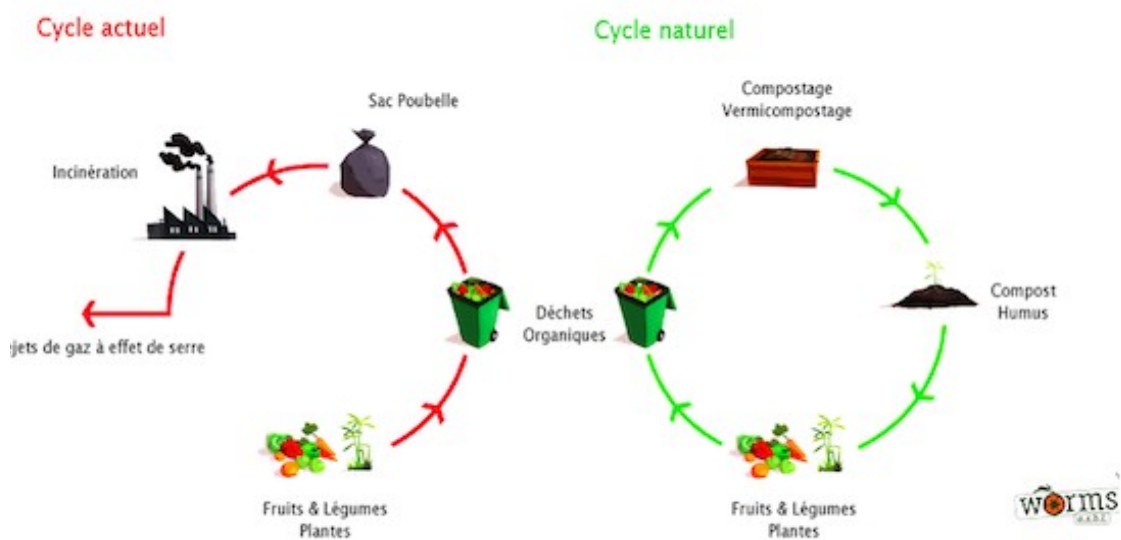 Cycle actuel
Cycle naturel
Sac Poubelle
Incinération
ejets de gaz à effet de serre
Déchets
Organiques
Fruits & Légumes
Plantes
Compostage
Vermicompostage
Compost
Humus
Fruits & Légumes
Plantes
worms